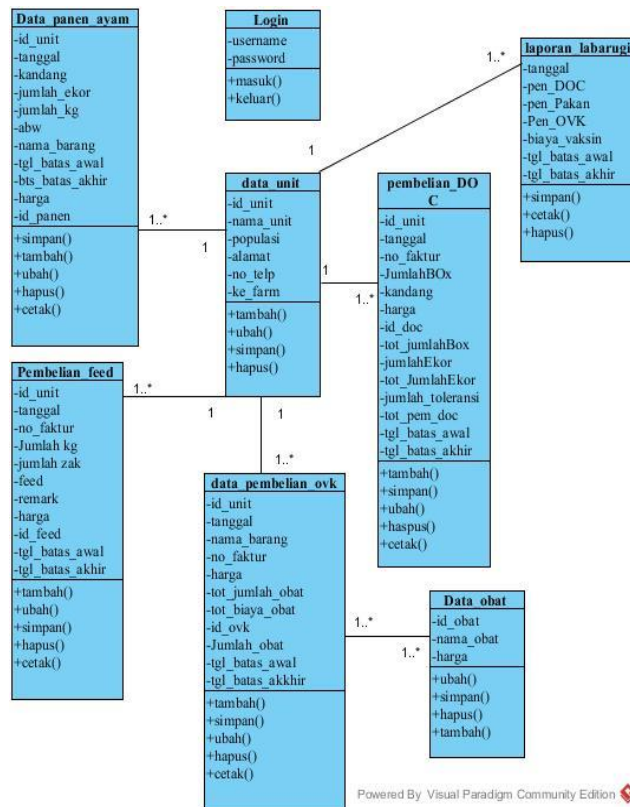 Data_panen_ayam
-id_unit
-tanggal
-kandang
-jumlah_ekor
-jumlah_kg
-abw
-nama_barang
-tgl_batas_awal
-bts_batas_akhir
-harga
-id_panen
+simpan()
+tambah()
+ubah()
+hapus()
+cetak()
Login
-username
-password
+masuk()
+keluar()
laporan_labarugi
-tanggal
-pen_DOC
-pen_Pakan
-Pen_OVK
-biaya_vaksin
-tgl_batas_awal
-tgl_batas_akhir
+simpan()
+cetak()
+hapus()
1..*
1
data_unit
-id_unit
-nama_unit
-populasi
-alamat
-no_telp
-ke_farm
+tambah()
+ubah()
+simpan()
+hapus()
1..*
1
pembelian_DO
C
-id_unit
-tanggal
-no_faktur
-JumlahBOx
-kandang
-harga
-id_doc
-tot_jumlahBox
-jumlahEkor
-tot_JumlahEkor
-jumlah_toleransi
-tot_pem_doc
-tgl_batas_awal
-tgl_batas_akhir
+tambah()
+simpan()
+ubah()
+haspus()
+cetak()
1
1..*
Pembelian_feed
-id_unit
-tanggal
-no_faktur
-Jumlah kg
-jumlah zak
-feed
-remark
-harga
-id_feed
-tgl_batas_awal
-tgl_batas_akhir
+tambah()
+ubah()
+simpan()
+hapus()
+cetak()
1..*
1
1
1..*
data_pembelian_ovk
-id_unit
-tanggal
-nama_barang
-no_faktur
-harga
-tot_jumlah_obat
-tot_biaya_obat
-id_ovk
-Jumlah_obat
-tgl_batas_awal
-tgl_batas_akkhir
+tambah()
+simpan()
+ubah()
+hapus()
+cetak()
1..*
1..*
Data_obat
-id_obat
-nama_obat
-harga
+ubah()
+simpan()
+hapus()
+tambah()
Powered By Visual Paradigm Community Edition